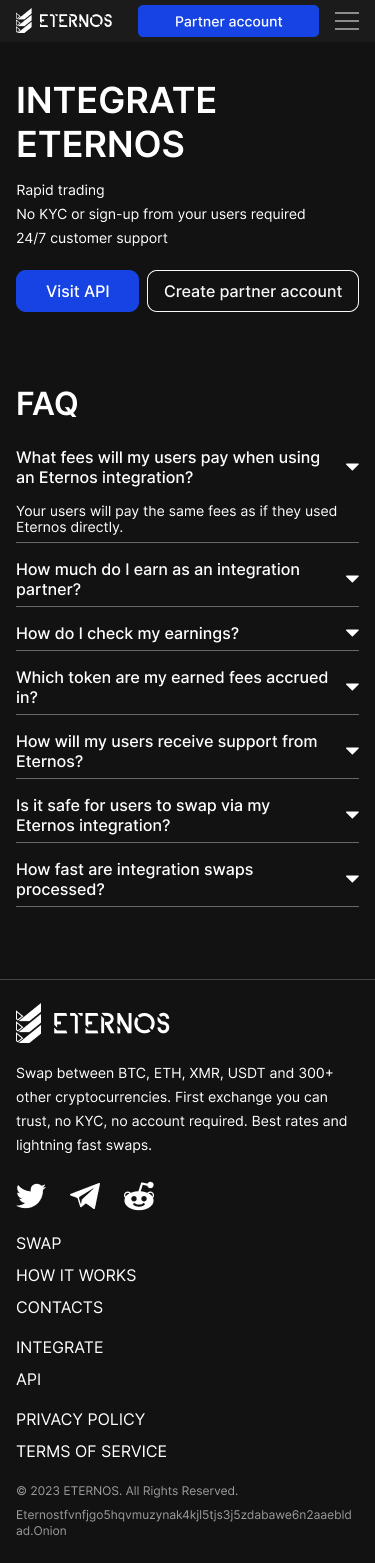 ETERNOS
Partner account
INTEGRATE
ETERNOS
Rapid trading
No KYC or sign-up from your users required
24/7 customer support
Visit API
Create partner account
FAQ
What fees will my users pay when using
an Eternos integration?
Your users will pay the same fees as if they used
Eternos directly.
How much do I earn as an integration
partner?
How do I check my earnings?
Which token are my earned fees accrued
in?
How will my users receive support from
Eternos?
Is it safe for users to swap via my
Eternos integration?
How fast are integration swaps
processed?
ETERNOS
Swap between BTC, ETH, XMR, USDT and 300+
other cryptocurrencies. First exchange you can
trust, no KYC, no account required. Best rates and
lightning fast swaps.
SWAP
HOW IT WORKS
CONTACTS
INTEGRATE
API
PRIVACY POLICY
TERMS OF SERVICE
© 2023 ETERNOS. All Rights Reserved.
Eternostfvnfjgo5hqvmuzynak4kjl5tjs3j5zdabawe6n2aaebld
ad.Onion